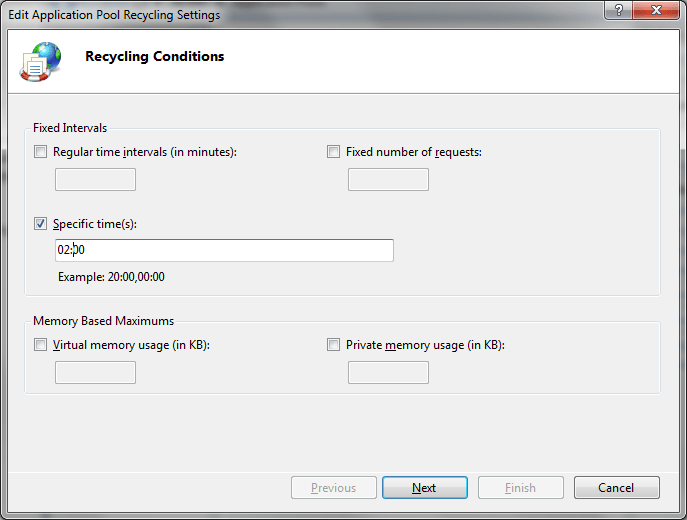 Edit Application Pool Recycling Settings
Recycling Conditions
Fixed Intervals
Regular time intervals (in minutes):
Fixed number of requests:
Specific time(s):
02:00
Example: 20:00,00:00
Memory Based Maximums
Virtual memory usage (in KB):
Private memory usage (in KB):
Previous
Next
Finish
Cancel